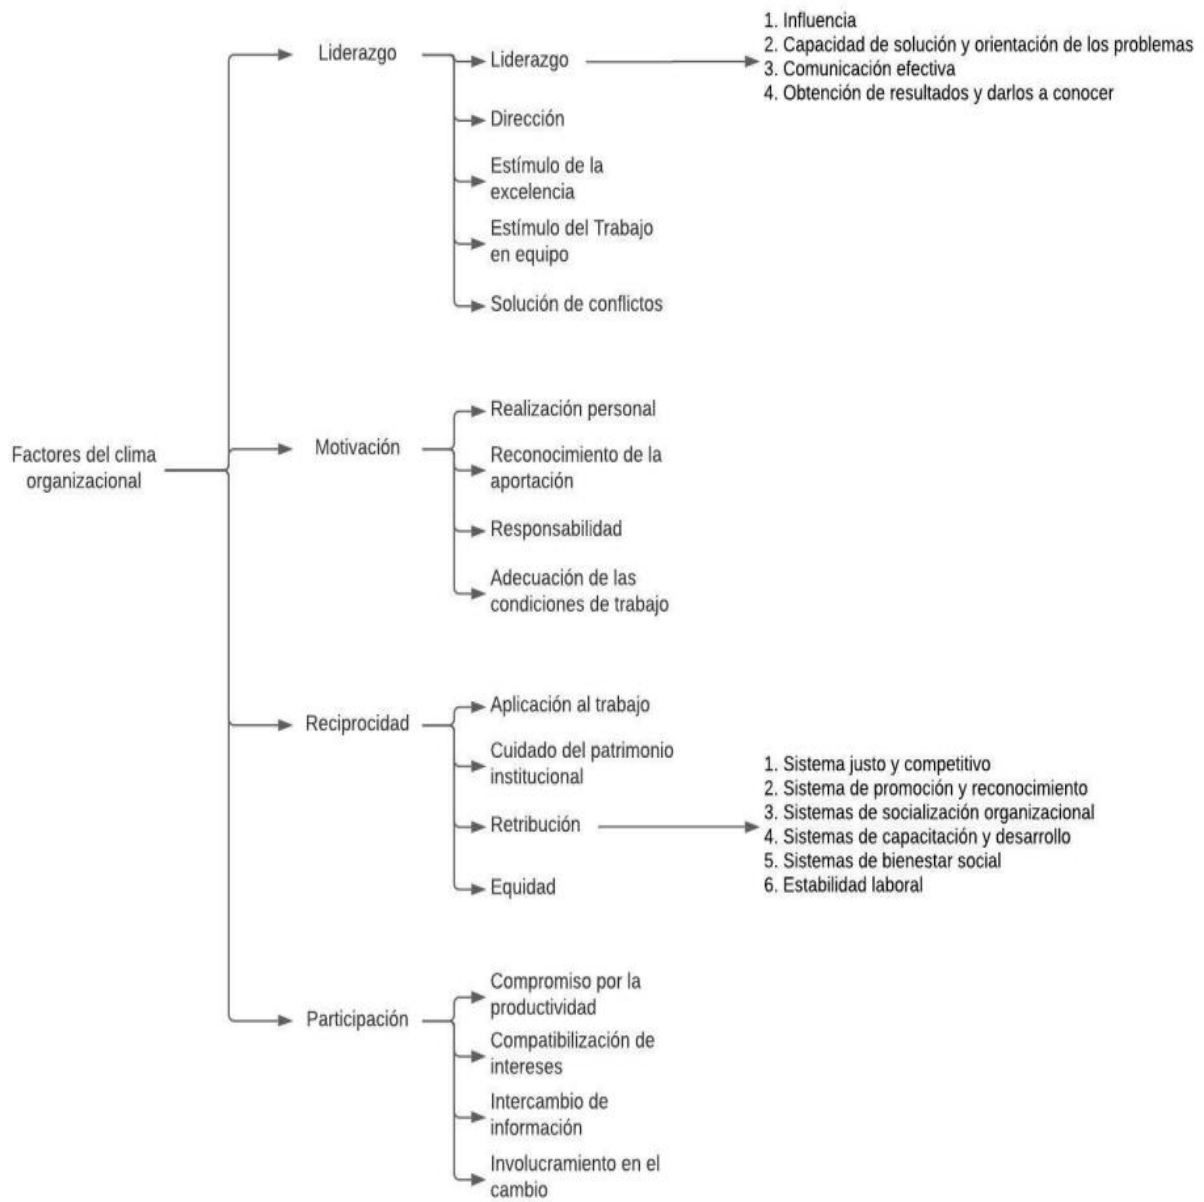 Factores del clima
organizacional
Liderazgo
Liderazgo
1. Influencia
2. Capacidad de solución y orientación de los problemas
3. Comunicación efectiva
4. Obtención de resultados y darlos a conocer
Dirección
Estímulo de la
excelencia
Estímulo del Trabajo
en equipo
Solución de conflictos
Motivación
Realización personal
Reconocimiento de la
aportación
Responsabilidad
Adecuación de las
condiciones de trabajo
Reciprocidad
Aplicación al trabajo
Cuidado del patrimonio
institucional
Retribución
1. Sistema justo y competitivo
2. Sistema de promoción y reconocimiento
3. Sistemas de socialización organizacional
4. Sistemas de capacitación y desarrollo
5. Sistemas de bienestar social
6. Estabilidad laboral
Equidad
Participación
Compromiso por la
productividad
Compatibilización de
intereses
Intercambio de
información
Involucramiento en el
cambio